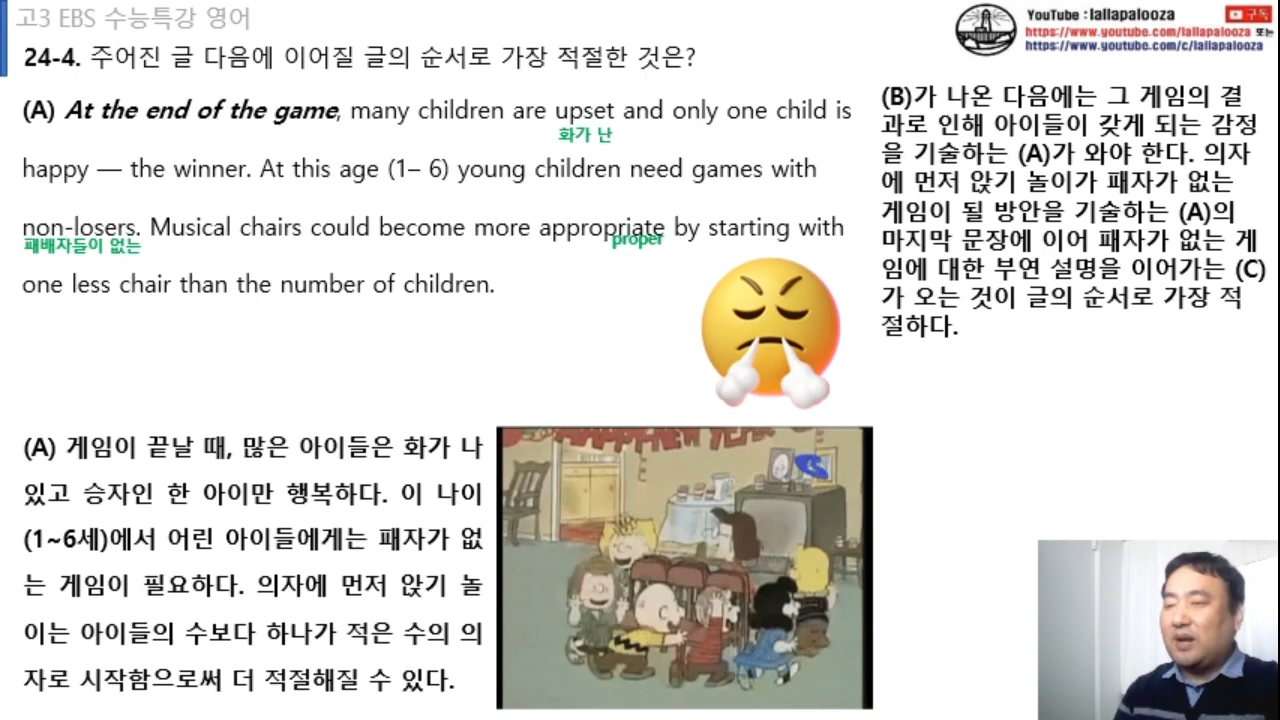 고3 EBS 수능특강 영어
YouTube : lallapalooza
구독
https://www.youtube.com/lallapalooza 또는
https://www.youtube.com/c/lallapalooza
24-4. 주어진 글 다음에 이어질 글의 순서로 가장 적절한 것은?
(A) At the end of the game, many children are upset and only one child is
화가 난
happy — the winner. At this age (1– 6) young children need games with
non-losers. Musical chairs could become more appropriate by starting with
패배자들이 없는
proper
one less chair than the number of children.
(B)가 나온 다음에는 그 게임의 결
과로 인해 아이들이 갖게 되는 감정
을 기술하는 (A)가 와야 한다. 의자
에 먼저 앉기 놀이가 패자가 없는
게임이 될 방안을 기술하는 (A)의
마지막 문장에 이어 패자가 없는 게
임에 대한 부연 설명을 이어가는 (C)
가 오는 것이 글의 순서로 가장 적
절하다.
(A) 게임이 끝날 때, 많은 아이들은 화가 나
있고 승자인 한 아이만 행복하다. 이 나이
(1~6세)에서 어린 아이들에게는 패자가 없
는 게임이 필요하다. 의자에 먼저 앉기 놀
이는 아이들의 수보다 하나가 적은 수의 의
자로 시작함으로써 더 적절해질 수 있다.